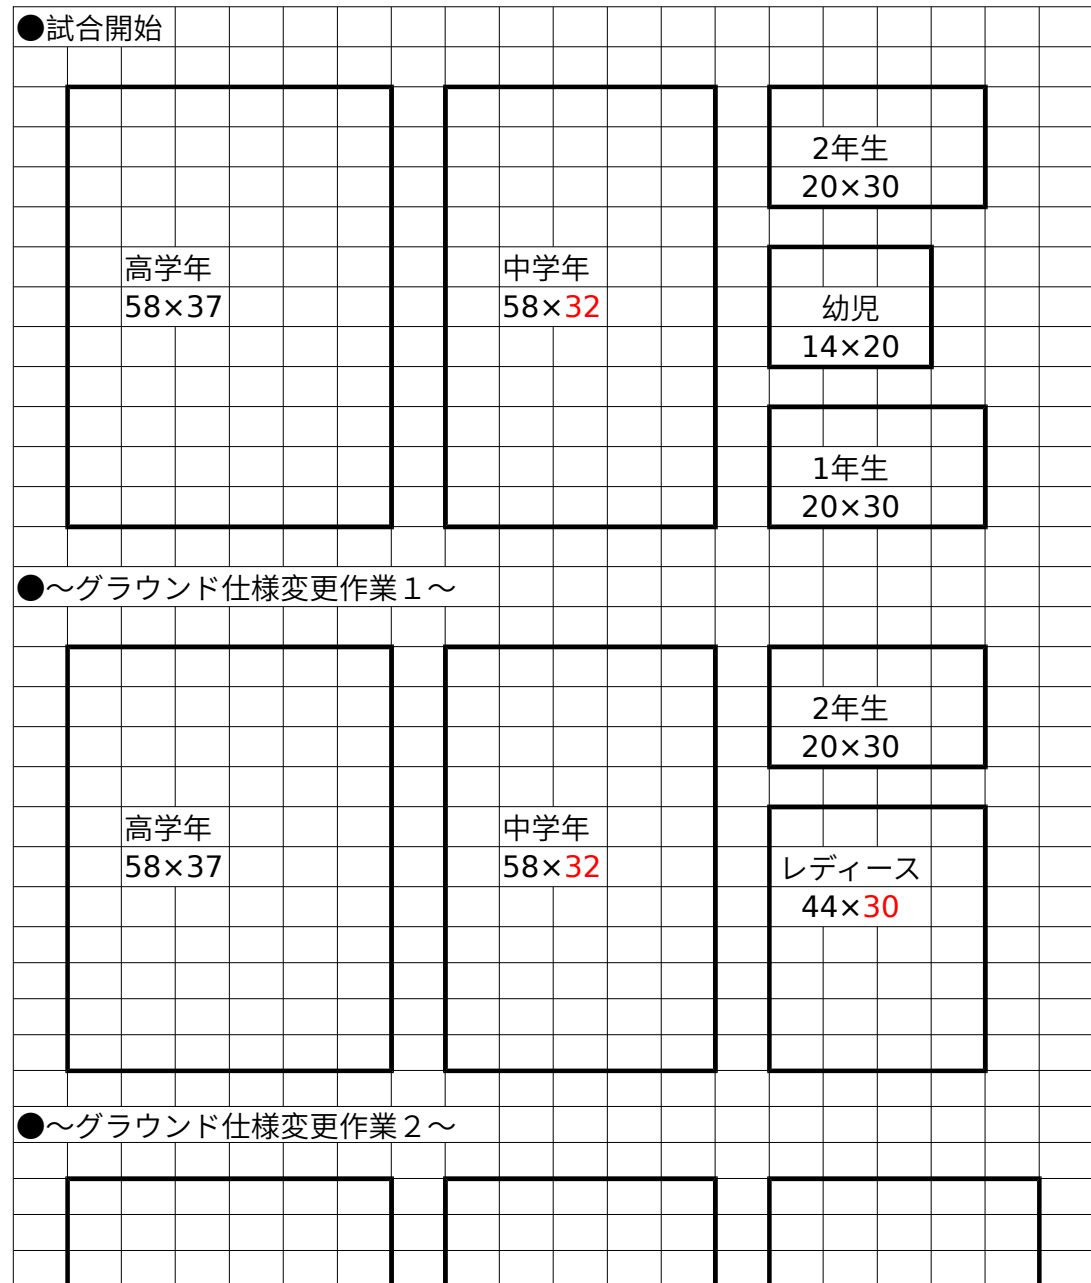 ●試合開始
2年生
20×30
高学年
58×37
中学年
58×32
幼児
14×20
1年生
20×30
●～グラウンド仕様変更作業１～
2年生
20×30
高学年
58×37
中学年
58×32
レディース
44×30
●～グラウンド仕様変更作業２～